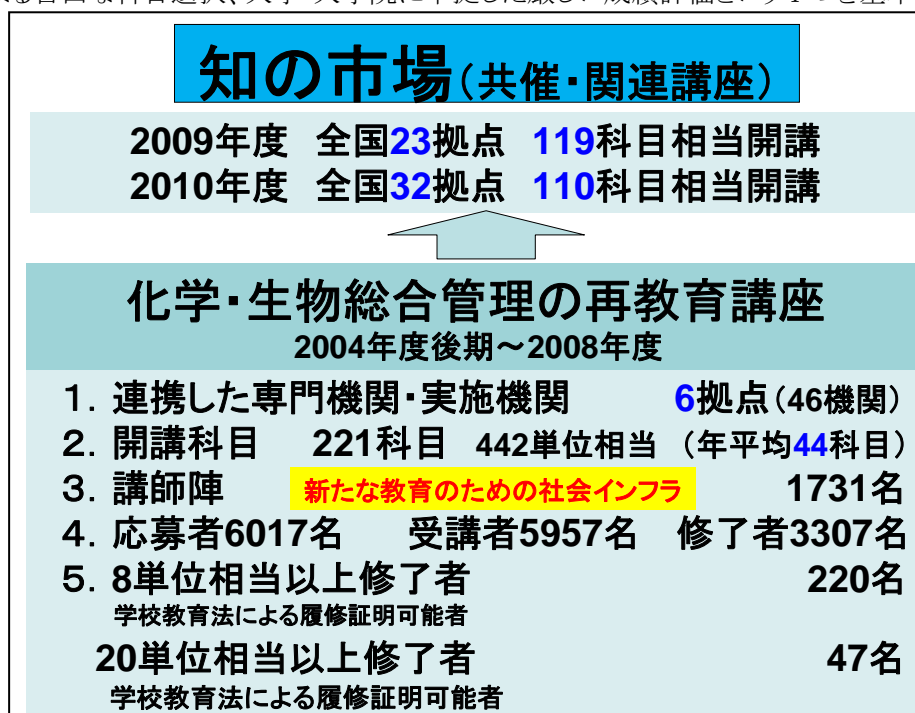 知の市場(共催・関連講座)
2009年度 全国23拠点 119科目相当開講
2010年度 全国32拠点 110科目相当開講
化学・生物総合管理の再教育講座
2004年度後期～2008年度
１．連携した専門機関・実施機関 6拠点(46機関)
２．開講科目 221科目 442単位相当 (年平均44科目)
３．講師陣 新たな教育のための社会インフラ 1731名
４．応募者6017名 受講者5957名 修了者3307名
５．8単位相当以上修了者 220名
学校教育法による履修証明可能者
20単位相当以上修了者 47名
学校教育法による履修証明可能者